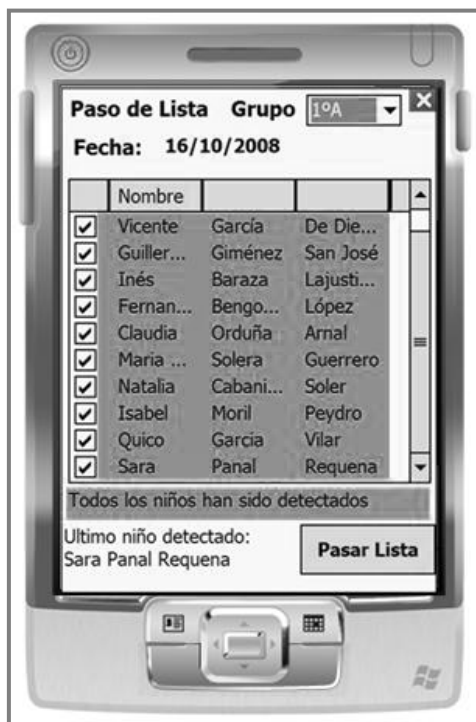 Paso de Lista Grupo 1ºA
Fecha: 16/10/2008
Nombre
Vicente García De Die...
Guiller... Giménez San José
Inés Baraza Lajusti...
Fernan... Bengo... López
Claudia Orduña Arnal
Maria ... Solera Guerrero
Natalia Cabani... Soler
Isabel Moril Peydro
Quico Garcia Vilar
Sara Panal Requena
Todos los niños han sido detectados
Ultimo niño detectado:
Sara Panal Requena
Pasar Lista